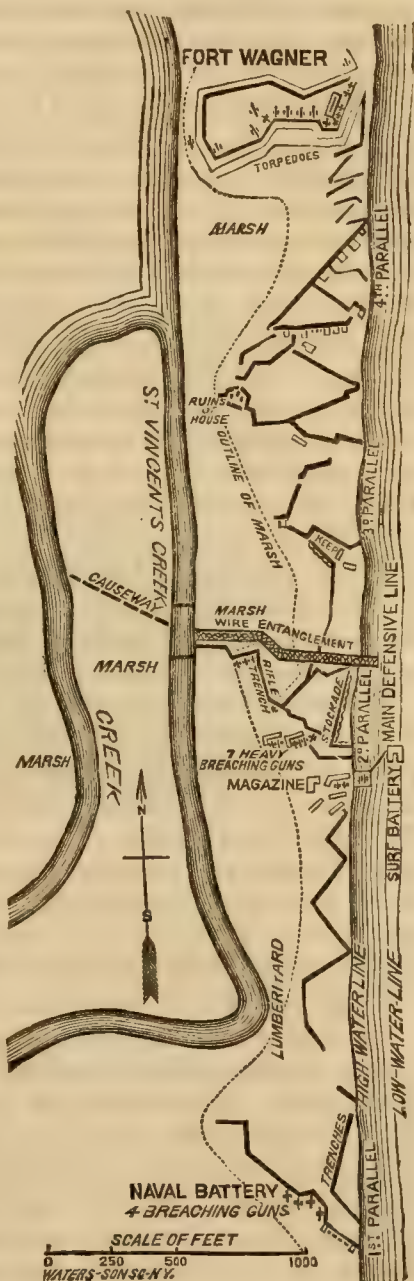 FORT WAGNER
TORPEDOES
MARSH
4TH PARALLEL
RUINS
OF
HOUSE
OUTLINE OF MARSH
ST VINCENT'S CREEK
3D PARALLEL
KEEP
CAUSEWAY
MARSH
WIRE ENTANGLEMENT
MARSH
RIFLE
TRENCH
STOCKADE
2D PARALLEL
MAIN DEFENSIVE LINE
CREEK
MARSH
7 HEAVY
BREACHING GUNS
MAGAZINE
SURF BATTERY
N
S
LUMBERYARD
HIGH-WATER-LINE
LOW-WATER-LINE
TRENCHES
1ST PARALLEL
NAVAL BATTERY
4 BREACHING GUNS
SCALE OF FEET
0 250 500 1000
WATERS-SON SC-N.Y.